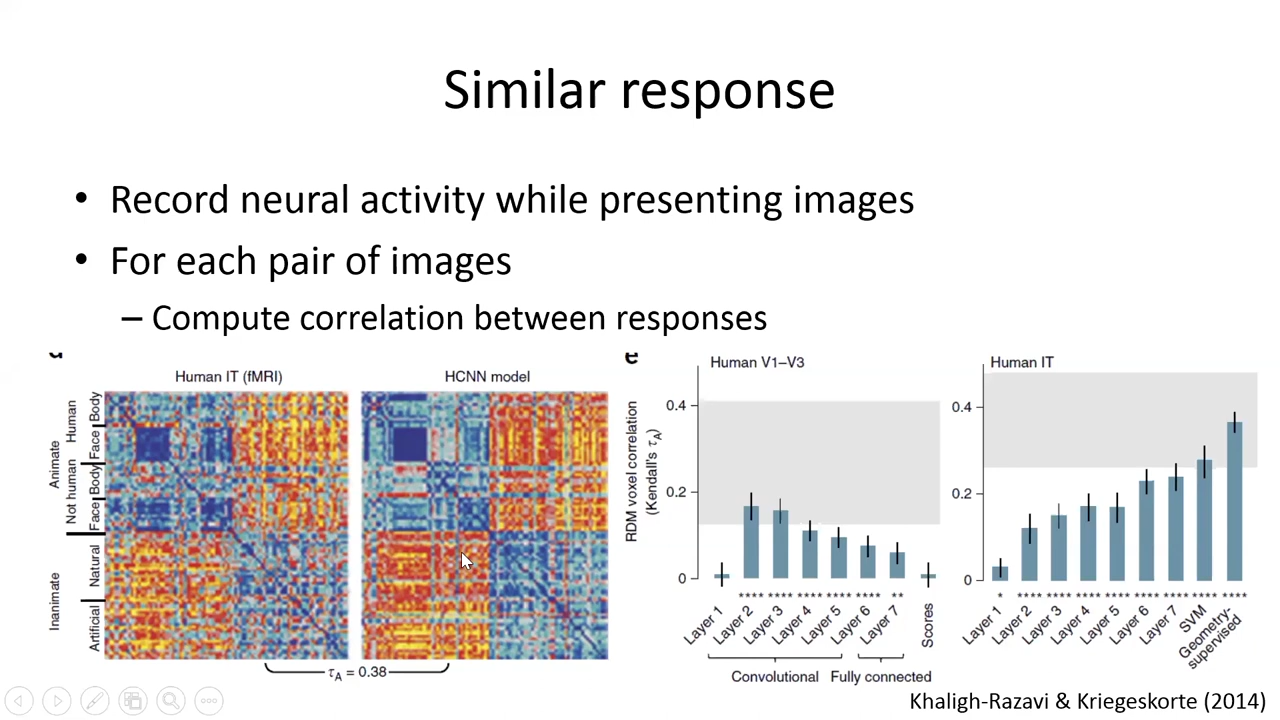 Similar response
• Record neural activity while presenting images
• For each pair of images
– Compute correlation between responses
Human IT (fMRI)
HCNN model
Animate
Inanimate
Human
Not human
Body
Face
Body
Face
Natural
Artificial
τA = 0.38
e
Human V1–V3
RDM voxel correlation
(Kendall's τA)
0.4
0.2
0
**** **** **** **** **** **
Layer 1
Layer 2
Layer 3
Layer 4
Layer 5
Layer 6
Layer 7
Scores
Convolutional
Fully connected
Human IT
0.4
0.2
0
* **** **** **** **** **** **** **** ****
Layer 1
Layer 2
Layer 3
Layer 4
Layer 5
Layer 6
Layer 7
SVM
Geometry-
supervised
Khaligh-Razavi & Kriegeskorte (2014)